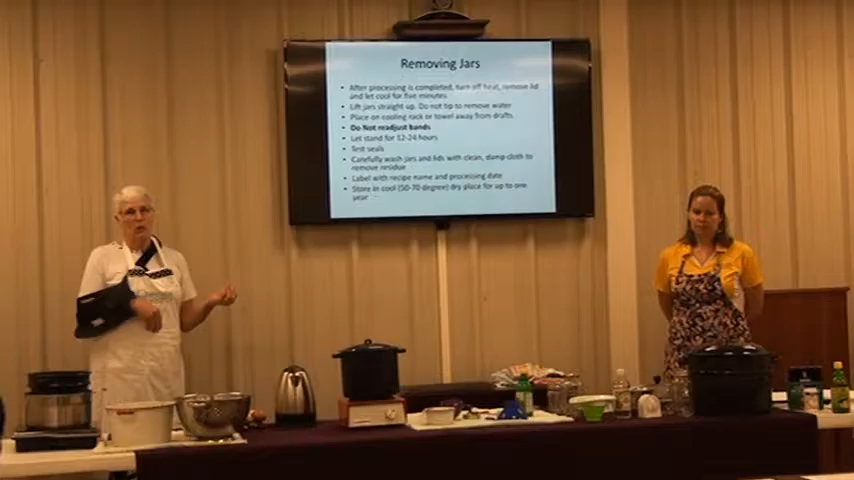 Removing Jars
• After processing is completed, turn off heat, remove lid
and let cool for five minutes
• Lift jars straight up. Do not tip to remove water
• Place on cooling rack or towel away from drafts
• Do Not readjust bands
• Let stand for 12-24 hours
• Test seals
• Carefully wash jars and lids with clean, damp cloth to
remove residue
• Label with recipe name and processing date
• Store in cool (50-70 degree) dry place for up to one
year